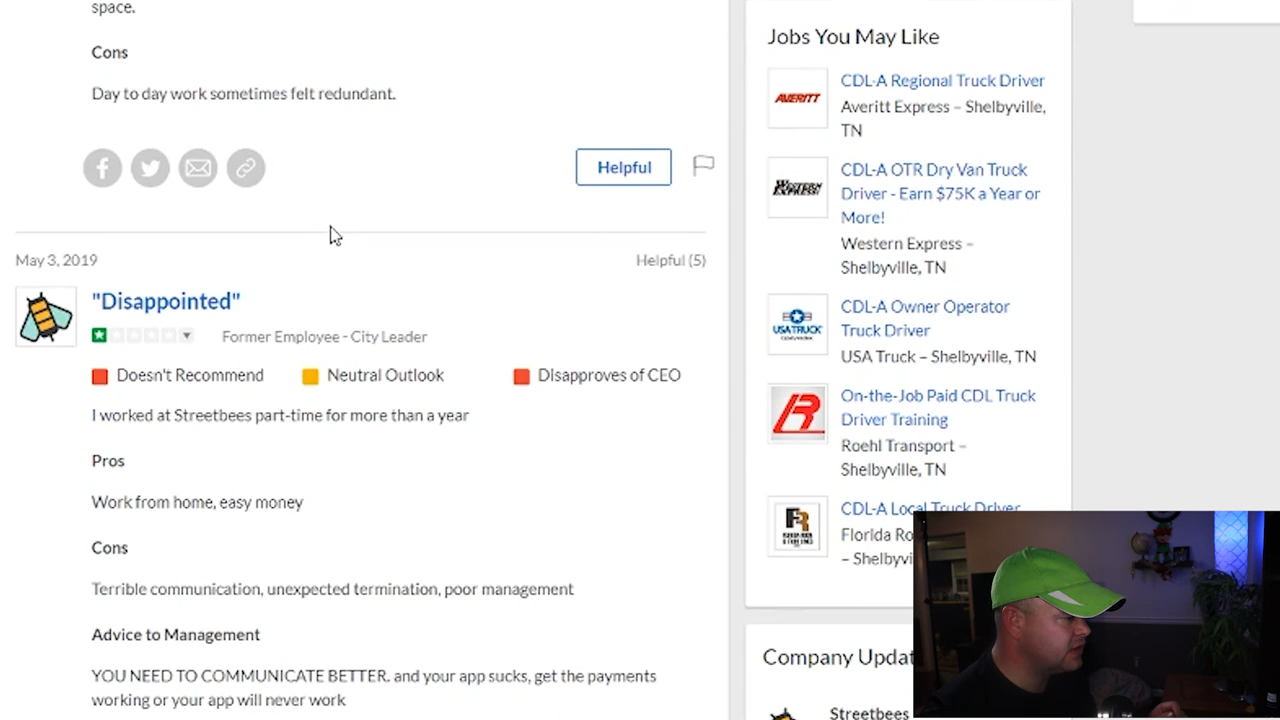 space.
Cons
Day to day work sometimes felt redundant.
Helpful
May 3, 2019
Helpful (5)
"Disappointed"
Former Employee - City Leader
Doesn't Recommend
Neutral Outlook
Disapproves of CEO
I worked at Streetbees part-time for more than a year
Pros
Work from home, easy money
Cons
Terrible communication, unexpected termination, poor management
Advice to Management
YOU NEED TO COMMUNICATE BETTER. and your app sucks, get the payments
working or your app will never work
Jobs You May Like
AVERITT
CDL-A Regional Truck Driver
Averitt Express – Shelbyville,
TN
WESTERN EXPRESS
CDL-A OTR Dry Van Truck
Driver - Earn $75K a Year or
More!
Western Express –
Shelbyville, TN
USA TRUCK
CDL-A Owner Operator
Truck Driver
USA Truck – Shelbyville, TN
R
On-the-Job Paid CDL Truck
Driver Training
Roehl Transport –
Shelbyville, TN
CDL-A Local Truck Driver
Florida Ro
– Shelbyvi
Company Updat
Streetbees